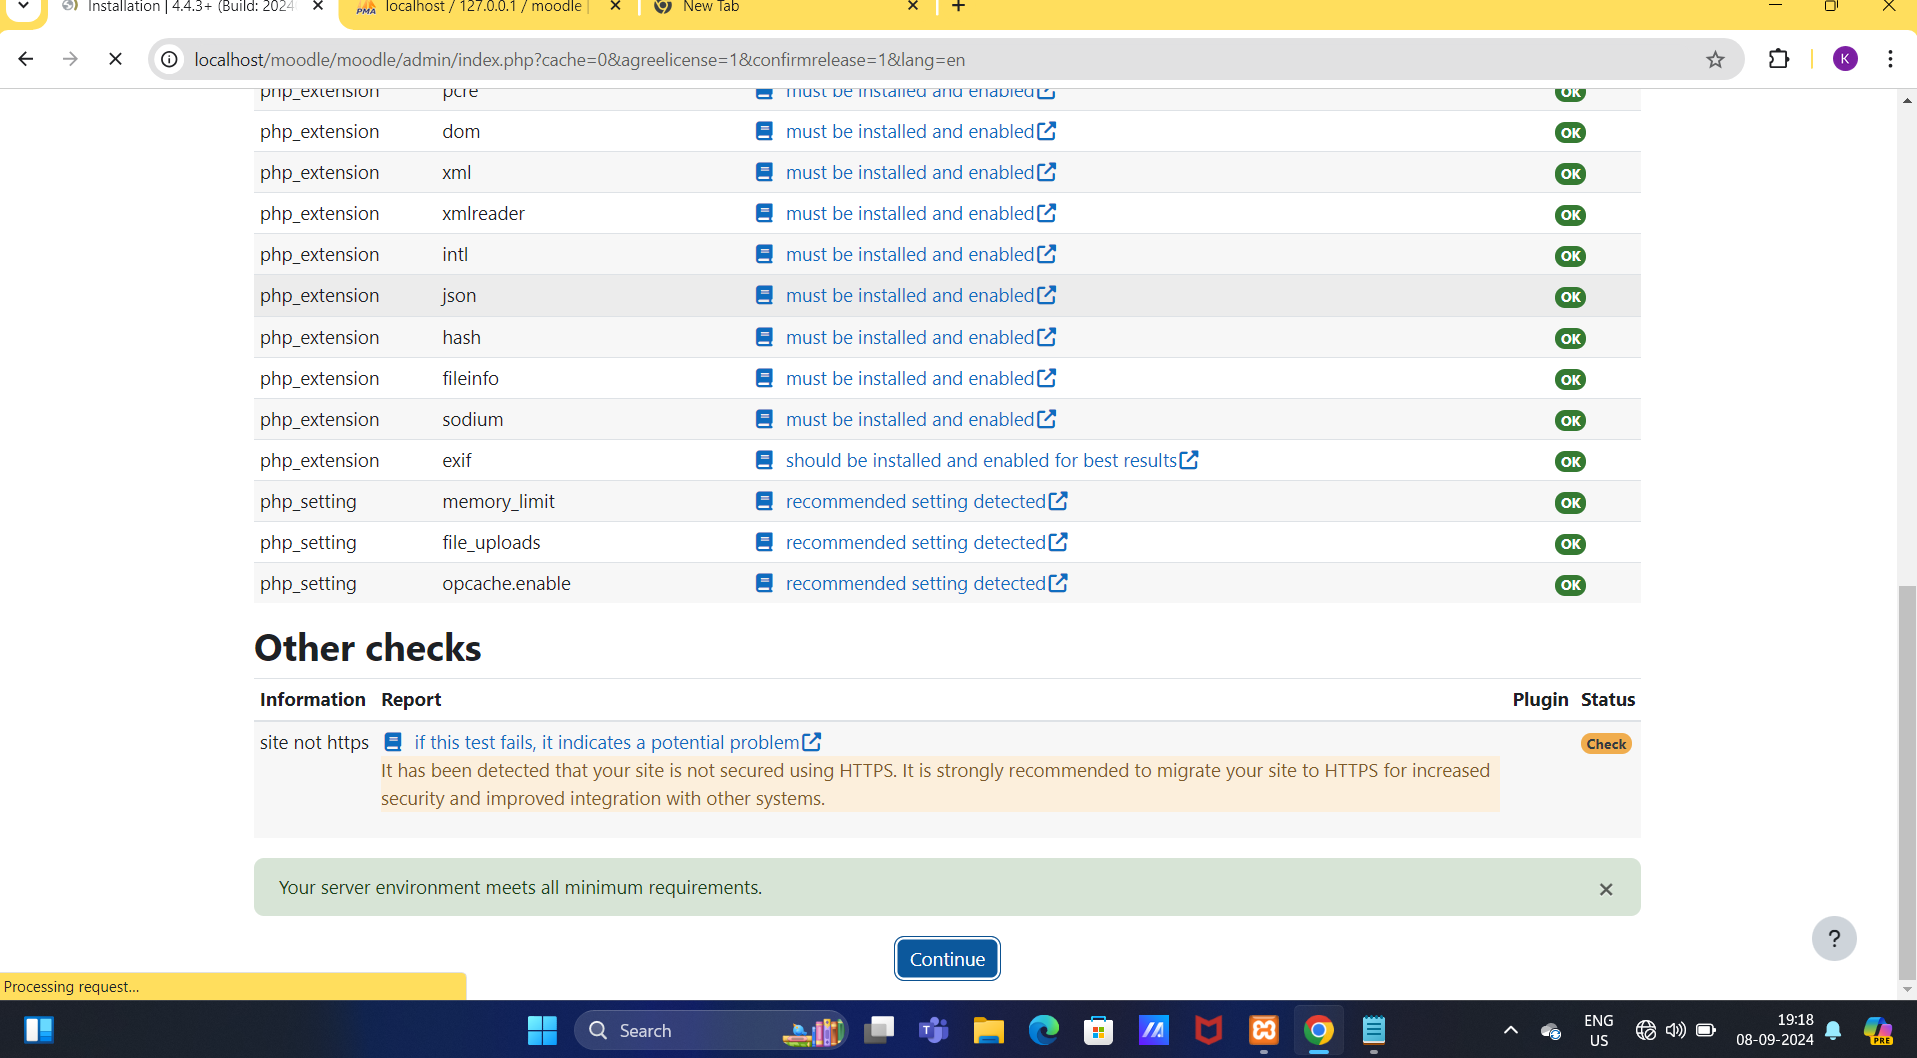 Installation | 4.4.3+ (Build: 2024
localhost / 127.0.0.1 / moodle |
New Tab
localhost/moodle/moodle/admin/index.php?cache=0&agreelicense=1&confirmrelease=1&lang=en
K
php_extension pcre must be installed and enabled OK
php_extension dom must be installed and enabled OK
php_extension xml must be installed and enabled OK
php_extension xmlreader must be installed and enabled OK
php_extension intl must be installed and enabled OK
php_extension json must be installed and enabled OK
php_extension hash must be installed and enabled OK
php_extension fileinfo must be installed and enabled OK
php_extension sodium must be installed and enabled OK
php_extension exif should be installed and enabled for best results OK
php_setting memory_limit recommended setting detected OK
php_setting file_uploads recommended setting detected OK
php_setting opcache.enable recommended setting detected OK
Other checks
Information Report Plugin Status
site not https if this test fails, it indicates a potential problem Check
It has been detected that your site is not secured using HTTPS. It is strongly recommended to migrate your site to HTTPS for increased
security and improved integration with other systems.
Your server environment meets all minimum requirements.
?
Continue
Processing request...
Search
ENG
US
19:18
08-09-2024
PRE